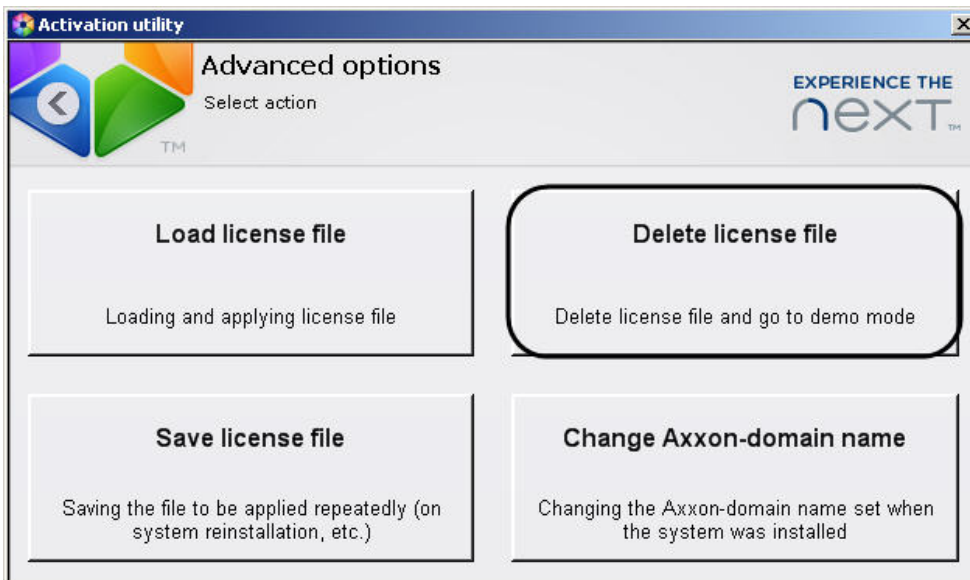 Activation utility
Advanced options
Select action
TM
EXPERIENCE THE
next™
Load license file
Loading and applying license file
Delete license file
Delete license file and go to demo mode
Save license file
Saving the file to be applied repeatedly (on
system reinstallation, etc.)
Change Axxon-domain name
Changing the Axxon-domain name set when
the system was installed